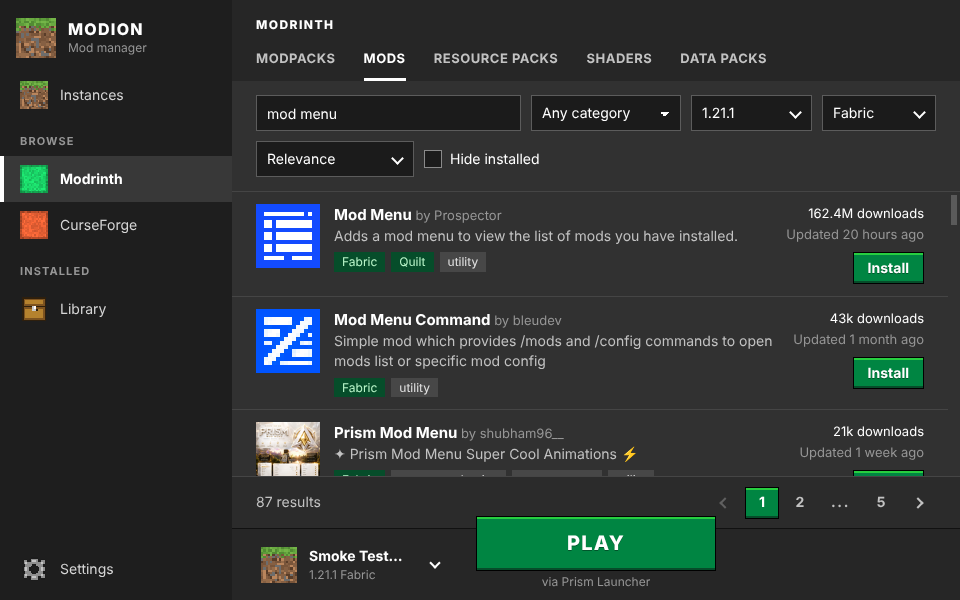 MODION
Mod manager
Instances
BROWSE
Modrinth
CurseForge
INSTALLED
Library
Settings
MODRINTH
MODPACKS MODS RESOURCE PACKS SHADERS DATA PACKS
mod menu Any category 1.21.1 Fabric
Relevance Hide installed
Mod Menu by Prospector 162.4M downloads
Adds a mod menu to view the list of mods you have installed. Updated 20 hours ago
Fabric Quilt utility Install
Mod Menu Command by bleudev 43k downloads
Simple mod which provides /mods and /config commands to open Updated 1 month ago
mods list or specific mod config
Fabric utility Install
Prism Mod Menu by shubham96__ 21k downloads
✦ Prism Mod Menu Super Cool Animations ⚡ Updated 1 week ago
87 results 1 2 ... 5
Smoke Test...
1.21.1 Fabric
PLAY
via Prism Launcher